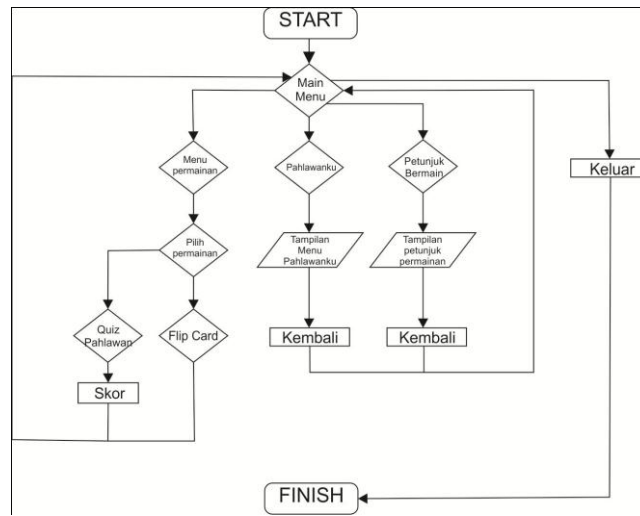 START
Main
Menu
Menu
permainan
Pahlawanku
Petunjuk
Bermain
Keluar
Pilih
permainan
Tampilan
Menu
Pahlawanku
Tampilan
petunjuk
permainan
Quiz
Pahlawan
Flip Card
Kembali
Kembali
Skor
FINISH